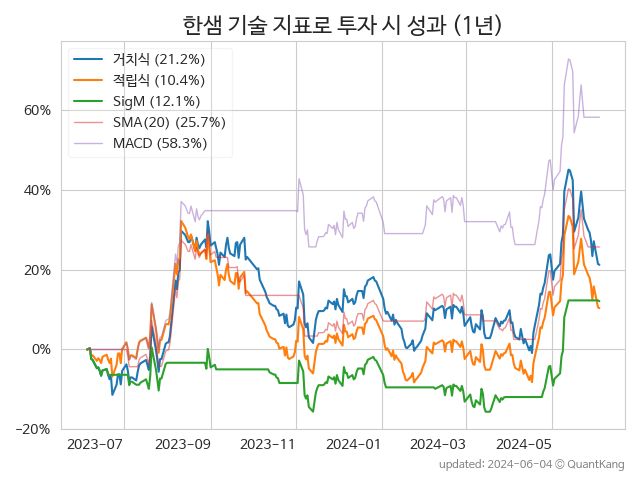 한샘 기술 지표로 투자 시 성과 (1년)
거치식 (21.2%)
적립식 (10.4%)
SigM (12.1%)
SMA(20) (25.7%)
MACD (58.3%)
60%
40%
20%
0%
−20%
2023-07 2023-09 2023-11 2024-01 2024-03 2024-05
updated: 2024-06-04 © QuantKang